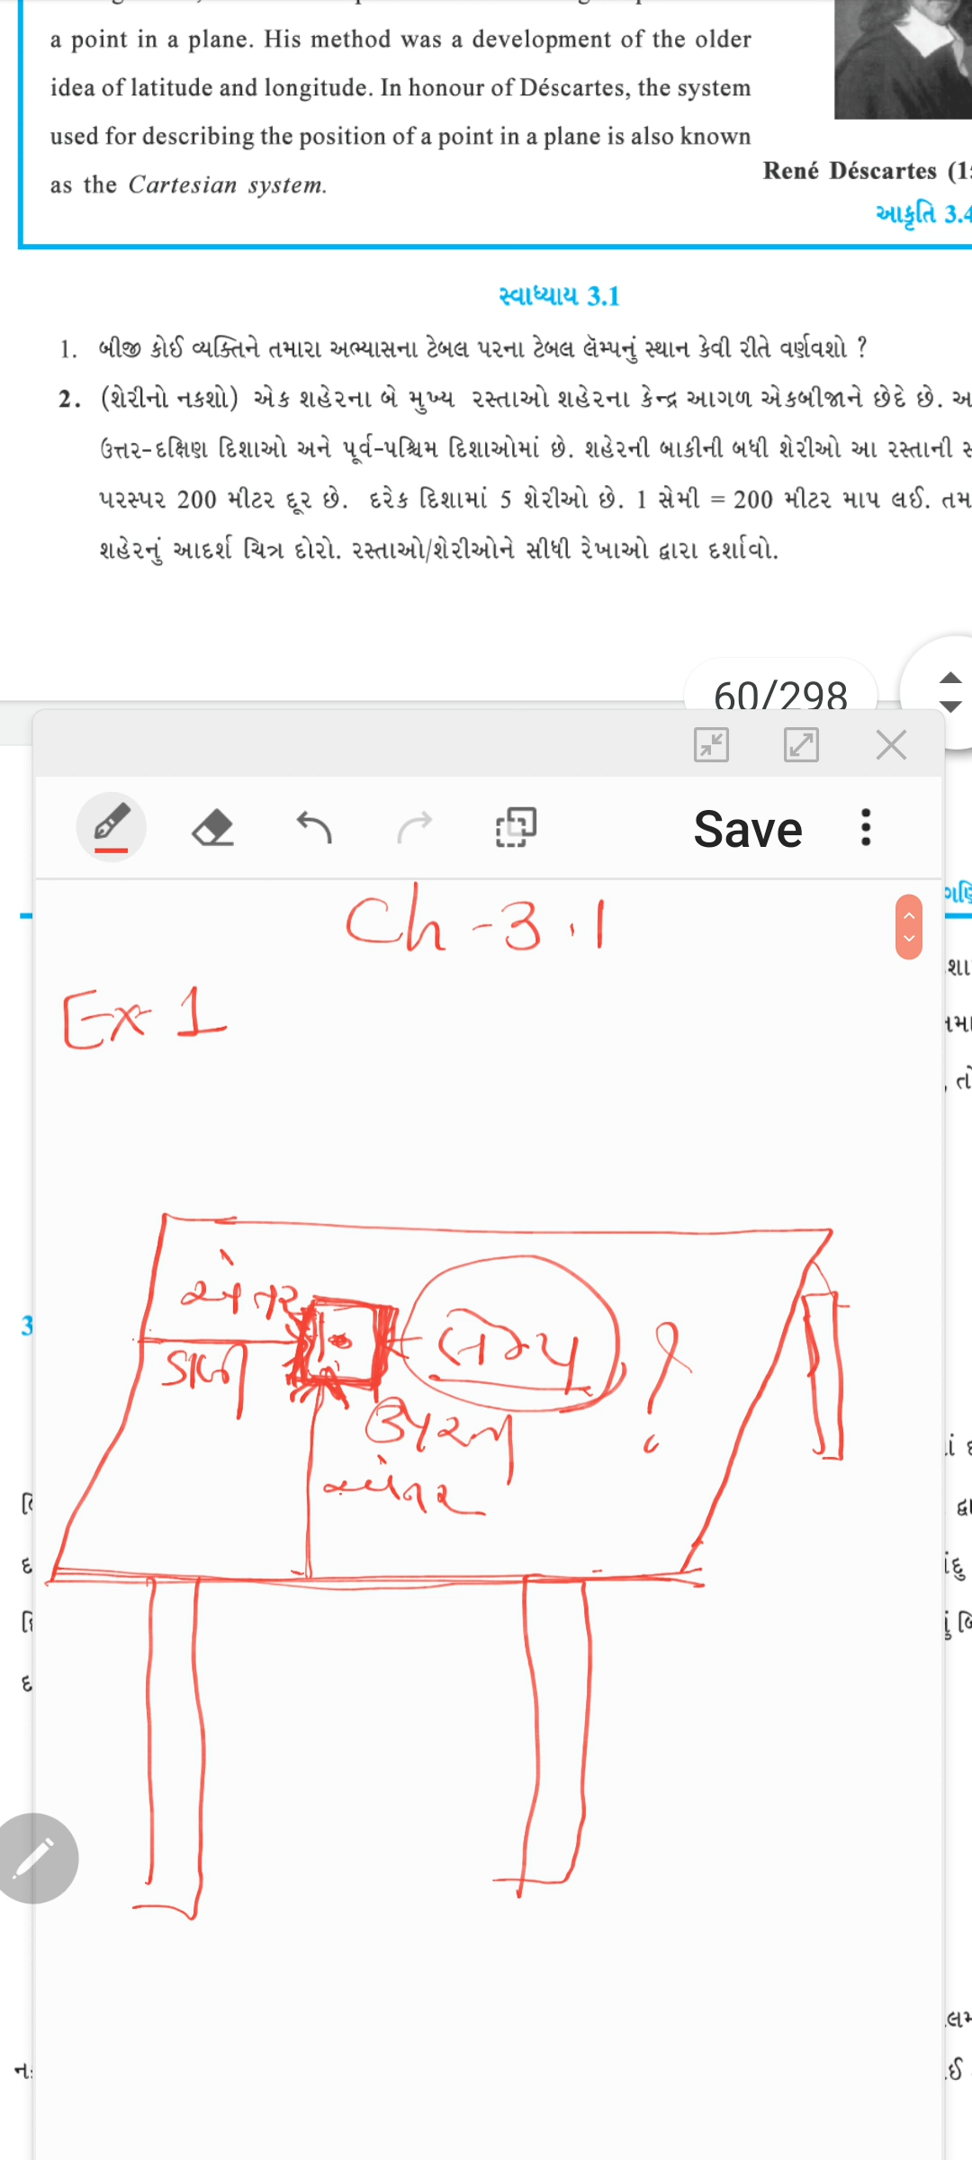 a point in a plane. His method was a development of the older
idea of latitude and longitude. In honour of Déscartes, the system
used for describing the position of a point in a plane is also known
as the Cartesian system.
René Déscartes (1
આકૃતિ 3.4
સ્વાધ્યાય 3.1
1. બીજી કોઈ વ્યક્તિને તમારા અભ્યાસના ટેબલ પરના ટેબલ લૅમ્પનું સ્થાન કેવી રીતે વર્ણવશો ?
2. (શેરીનો નકશો) એક શહેરના બે મુખ્ય રસ્તાઓ શહેરના કેન્દ્ર આગળ એકબીજાને છેદે છે. આ
ઉત્તર-દક્ષિણ દિશાઓ અને પૂર્વ-પશ્ચિમ દિશાઓમાં છે. શહેરની બાકીની બધી શેરીઓ આ રસ્તાની
પરસ્પર 200 મીટર દૂર છે. દરેક દિશામાં 5 શેરીઓ છે. 1 સેમી = 200 મીટર માપ લઈ. તમ
શહેરનું આદર્શ ચિત્ર દોરો. રસ્તાઓ/શેરીઓને સીધી રેખાઓ દ્વારા દર્શાવો.
60/298
Save
Ch-3.1
Ex 1
અંતર
ડાબી
લેમ્પ ?
અંતર